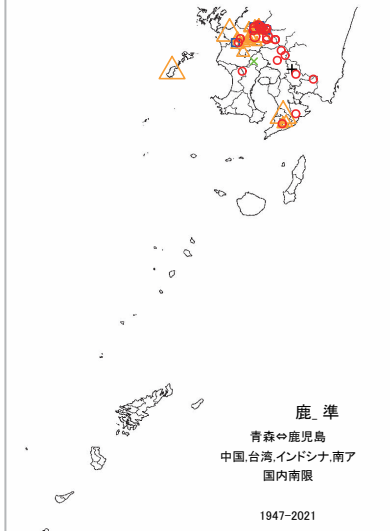 鹿_準
青森⇔鹿児島
中国,台湾,インドシナ,南ア
国内南限
1947-2021